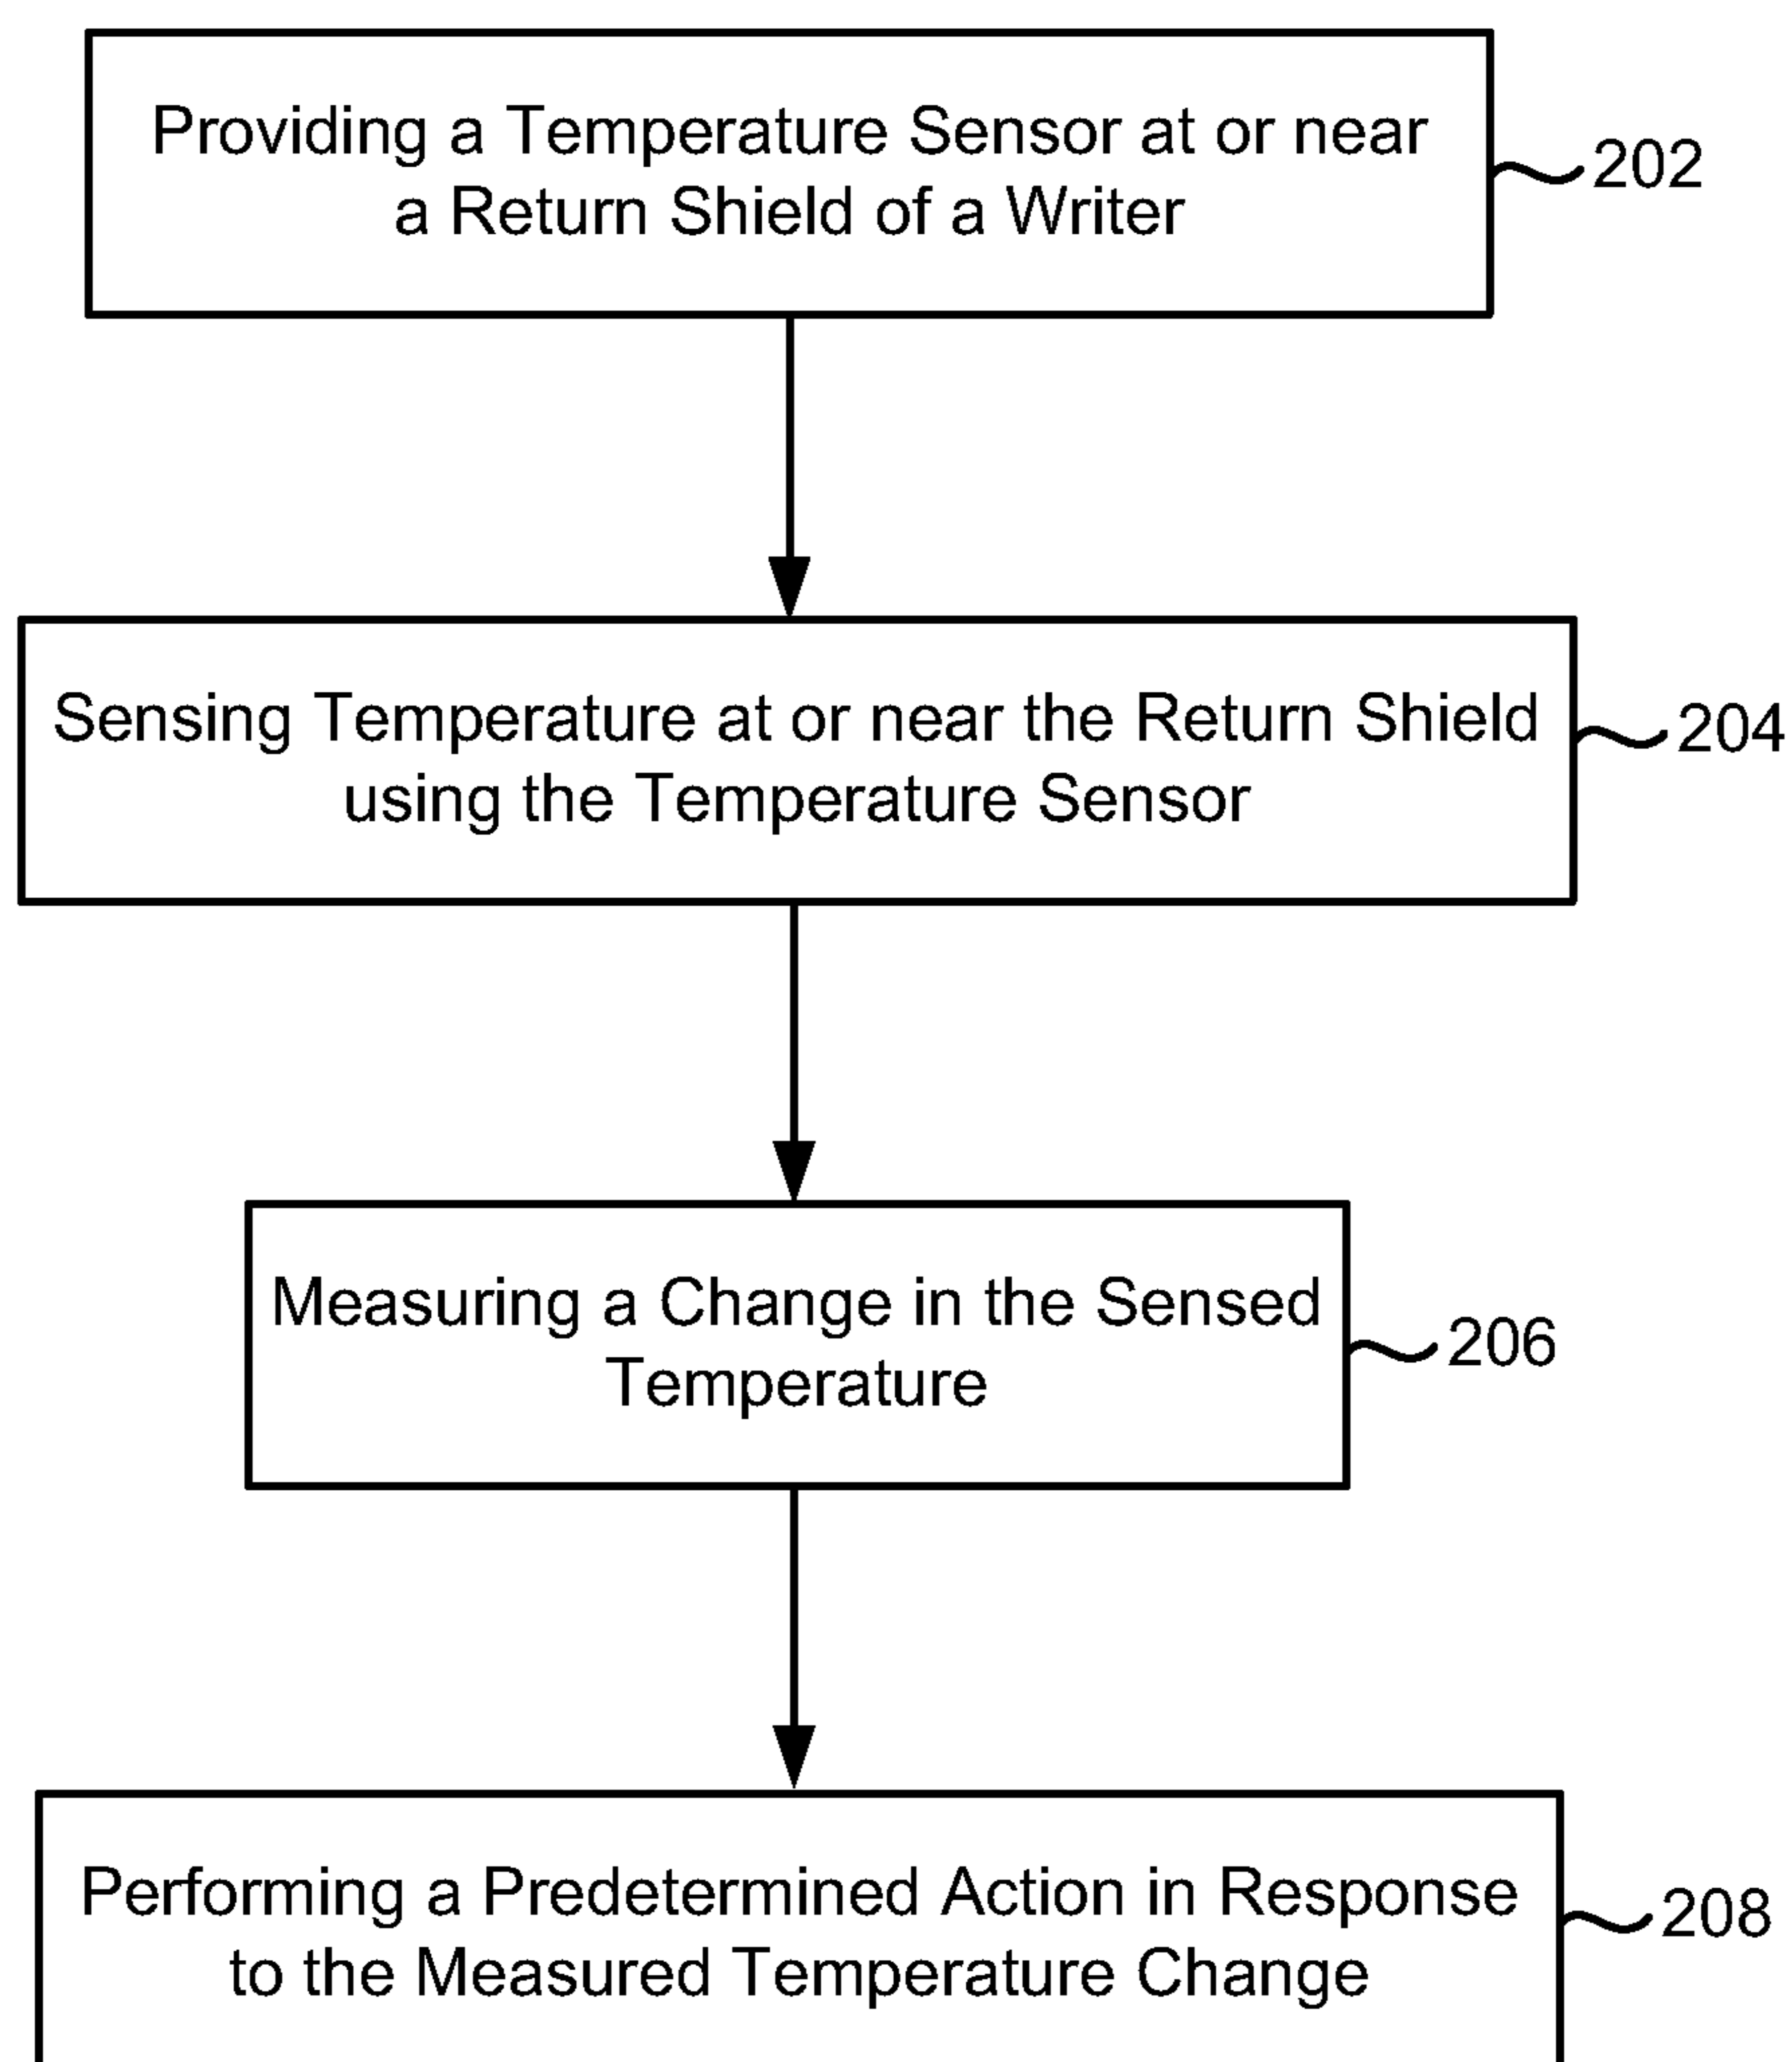 Providing a Temperature Sensor at or near
a Return Shield of a Writer
202
Sensing Temperature at or near the Return Shield
using the Temperature Sensor
204
Measuring a Change in the Sensed
Temperature
206
Performing a Predetermined Action in Response
to the Measured Temperature Change
208